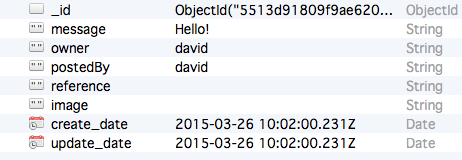 _id ObjectId("5513d91809f9ae620... ObjectId
message Hello! String
owner david String
postedBy david String
reference String
image String
create_date 2015-03-26 10:02:00.231Z Date
update_date 2015-03-26 10:02:00.231Z Date